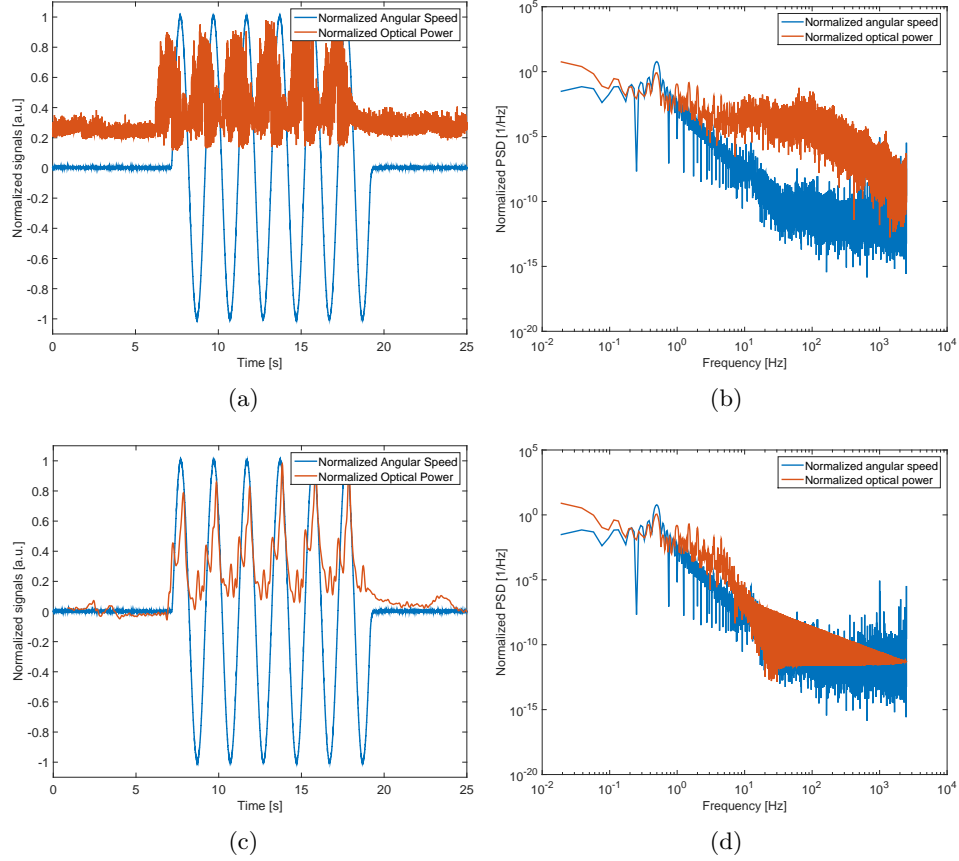 Normalized signals [a.u.]
1
0.8
0.6
0.4
0.2
0
-0.2
-0.4
-0.6
-0.8
-1
Normalized Angular Speed
Normalized Optical Power
0 5 10 15 20 25
Time [s]
(a)
Normalized PSD [1/Hz]
10^5
10^0
10^-5
10^-10
10^-15
10^-20
Normalized angular speed
Normalized optical power
10^-2 10^-1 10^0 10^1 10^2 10^3 10^4
Frequency [Hz]
(b)
Normalized signals [a.u.]
1
0.8
0.6
0.4
0.2
0
-0.2
-0.4
-0.6
-0.8
-1
Normalized Angular Speed
Normalized Optical Power
0 5 10 15 20 25
Time [s]
(c)
Normalized PSD [1/Hz]
10^5
10^0
10^-5
10^-10
10^-15
10^-20
Normalized angular speed
Normalized optical power
10^-2 10^-1 10^0 10^1 10^2 10^3 10^4
Frequency [Hz]
(d)